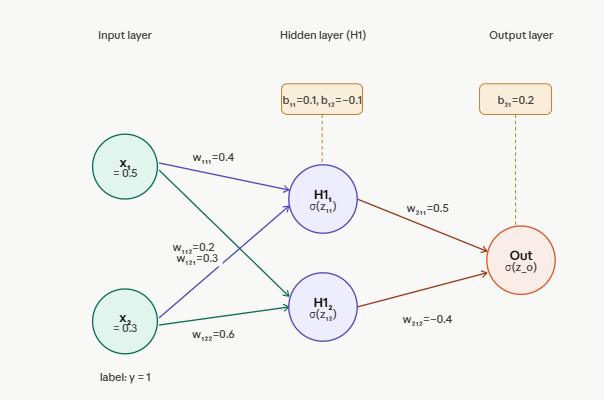 Input layer
Hidden layer (H1)
Output layer
b₁₁=0.1, b₁₂=−0.1
b₂₁=0.2
x₁
= 0.5
w₁₁₁=0.4
H1₁
σ(z₁₁)
w₂₁₁=0.5
w₁₁₂=0.2
w₁₂₁=0.3
Out
σ(z_o)
x₂
= 0.3
w₁₂₂=0.6
H1₂
σ(z₁₂)
w₂₁₂=−0.4
label: y = 1